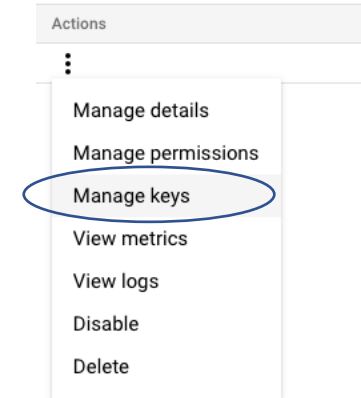 Actions
Manage details
Manage permissions
Manage keys
View metrics
View logs
Disable
Delete